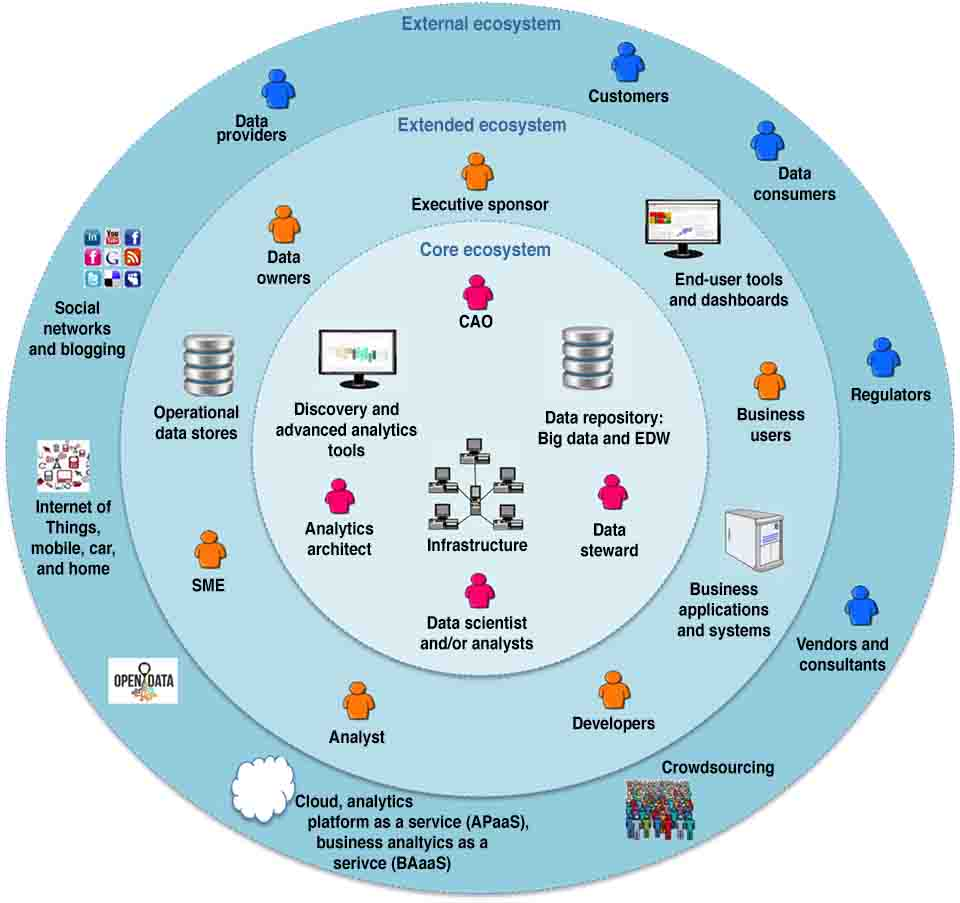 External ecosystem
Customers
Data
providers
Extended ecosystem
Data
consumers
Executive sponsor
Data
owners
Core ecosystem
End-user tools
and dashboards
in
You
Tube
f
f
G
t
Social
networks
and blogging
CAO
Regulators
Operational
data stores
Discovery and
advanced analytics
tools
Data repository:
Big data and EDW
Business
users
Internet of
Things,
mobile, car,
and home
Analytics
architect
Infrastructure
Data
steward
SME
Business
applications
and systems
Data scientist
and/or analysts
Vendors and
consultants
OPEN DATA
Analyst
Developers
Crowdsourcing
Cloud, analytics
platform as a service (APaaS),
business analtyics as a
serivce (BAaaS)